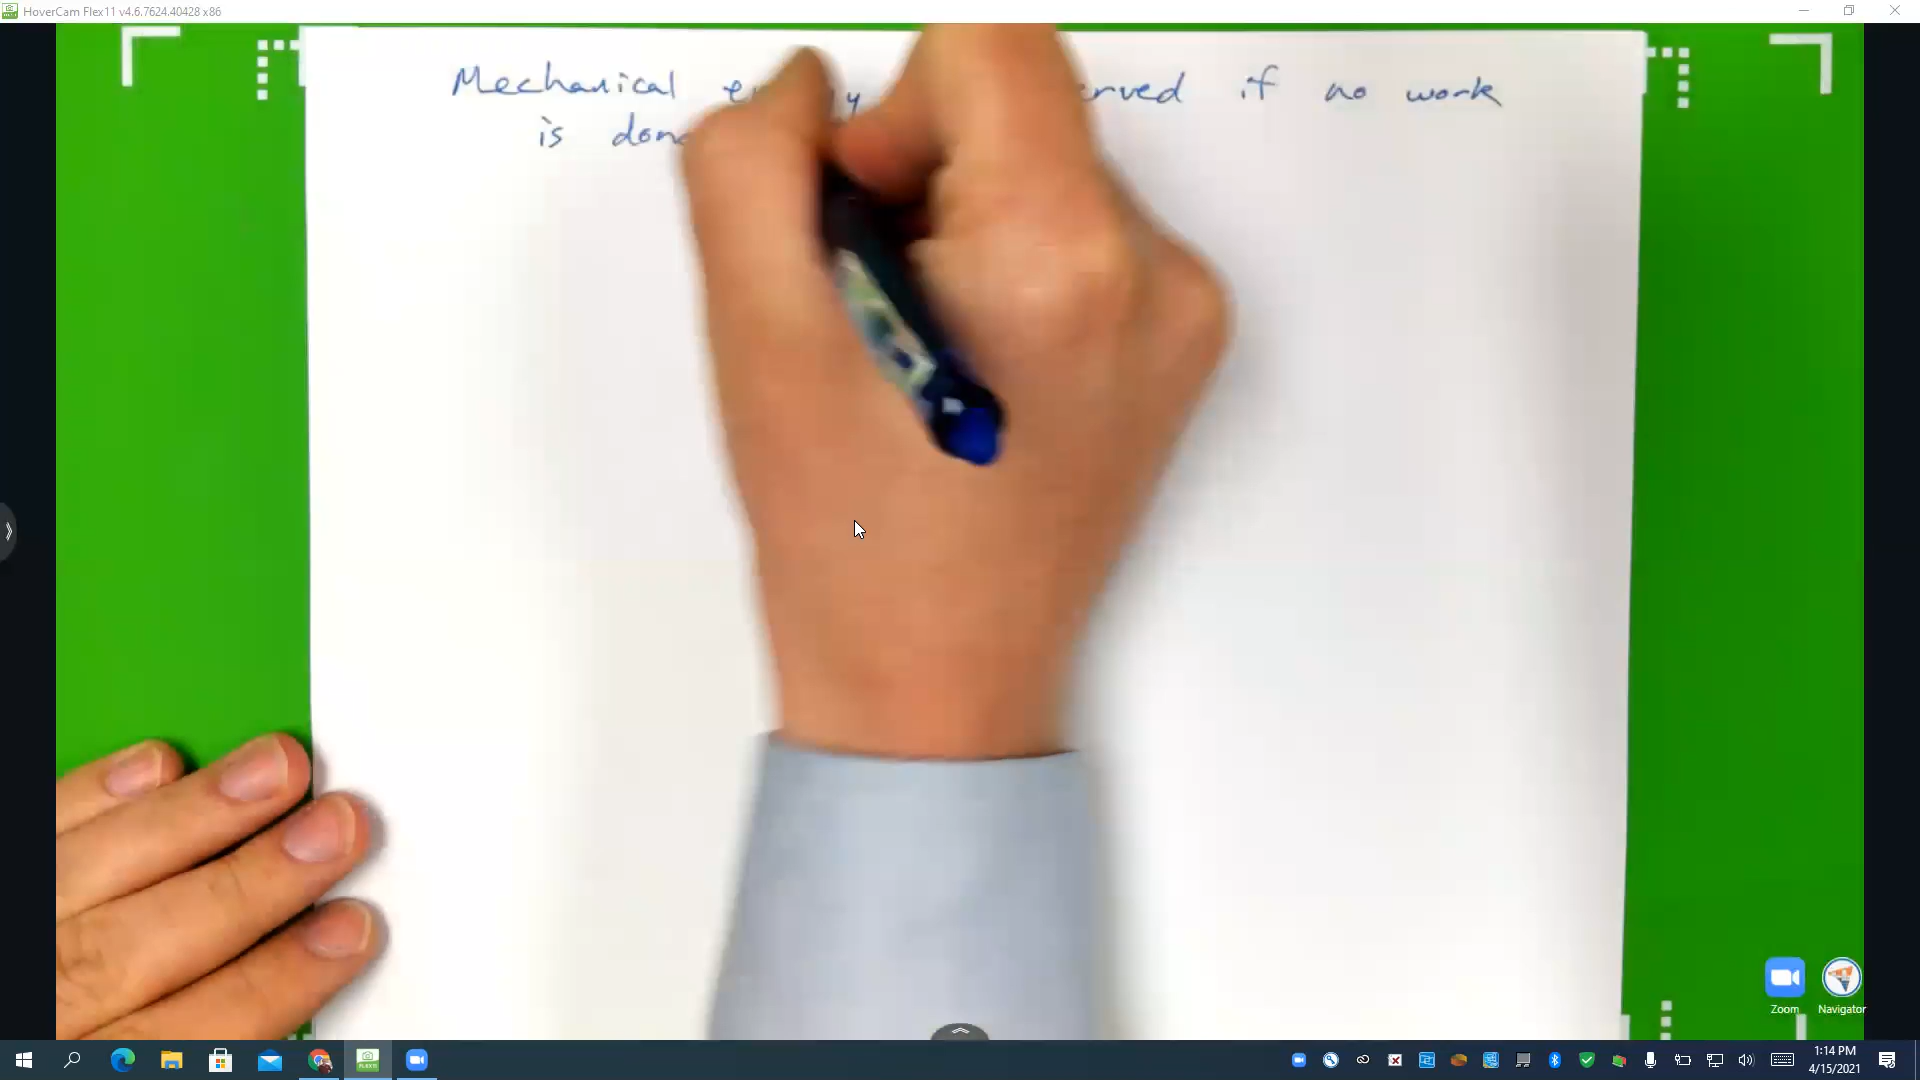 HoverCam Flex11 v4.6.7624.40428 x86
Mechanical if no work
is
Zoom Navigator
FLEX11
1:14 PM
4/15/2021